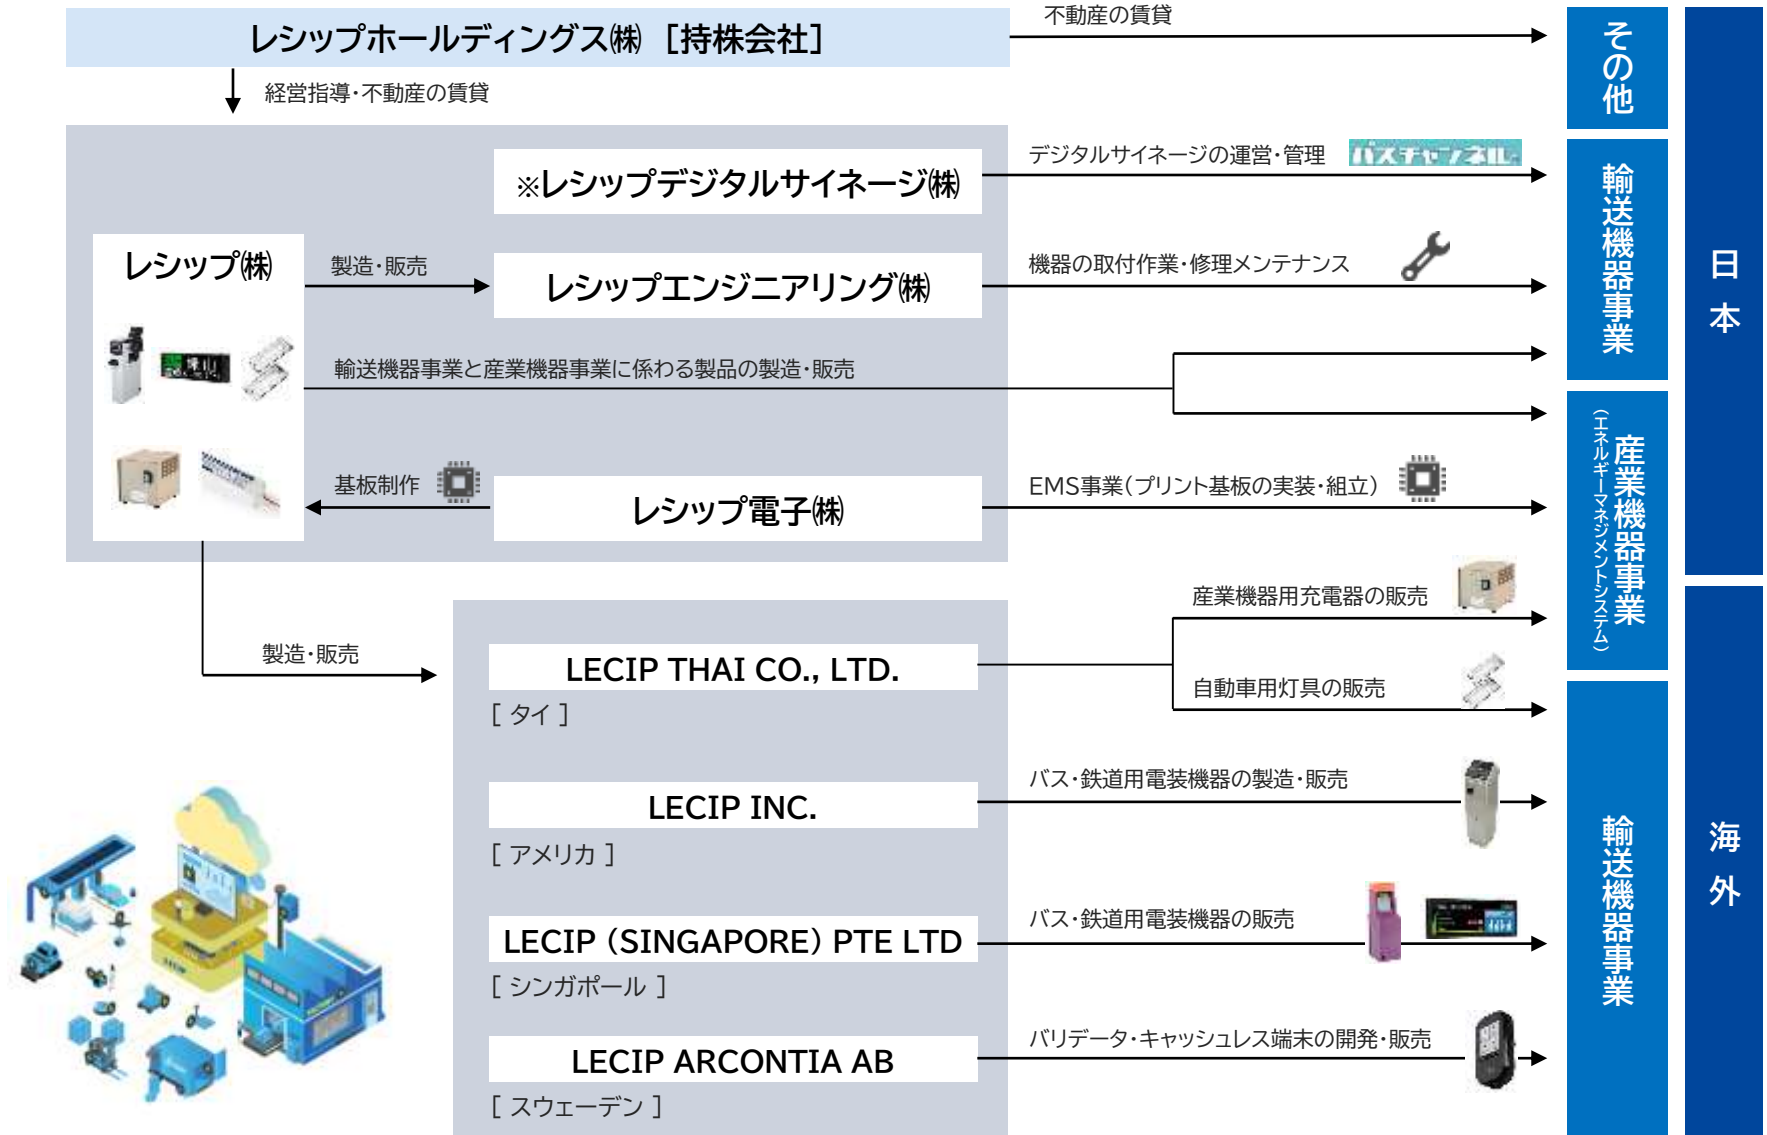 レシップホールディングス㈱ [持株会社]
不動産の賃貸
経営指導・不動産の賃貸
その他
日本
※レシップデジタルサイネージ㈱
デジタルサイネージの運営・管理
バスチャンネル
輸送機器事業
レシップ㈱
製造・販売
レシップエンジニアリング㈱
機器の取付作業・修理メンテナンス
輸送機器事業と産業機器事業に係わる製品の製造・販売
産業機器事業
(エネルギーマネジメントシステム)
基板制作
レシップ電子㈱
EMS事業(プリント基板の実装・組立)
製造・販売
海外
LECIP THAI CO., LTD.
[ タイ ]
産業機器用充電器の販売
自動車用灯具の販売
輸送機器事業
LECIP INC.
[ アメリカ ]
バス・鉄道用電装機器の製造・販売
LECIP (SINGAPORE) PTE LTD
[ シンガポール ]
バス・鉄道用電装機器の販売
LECIP ARCONTIA AB
[ スウェーデン ]
バリデータ・キャッシュレス端末の開発・販売
LECIP